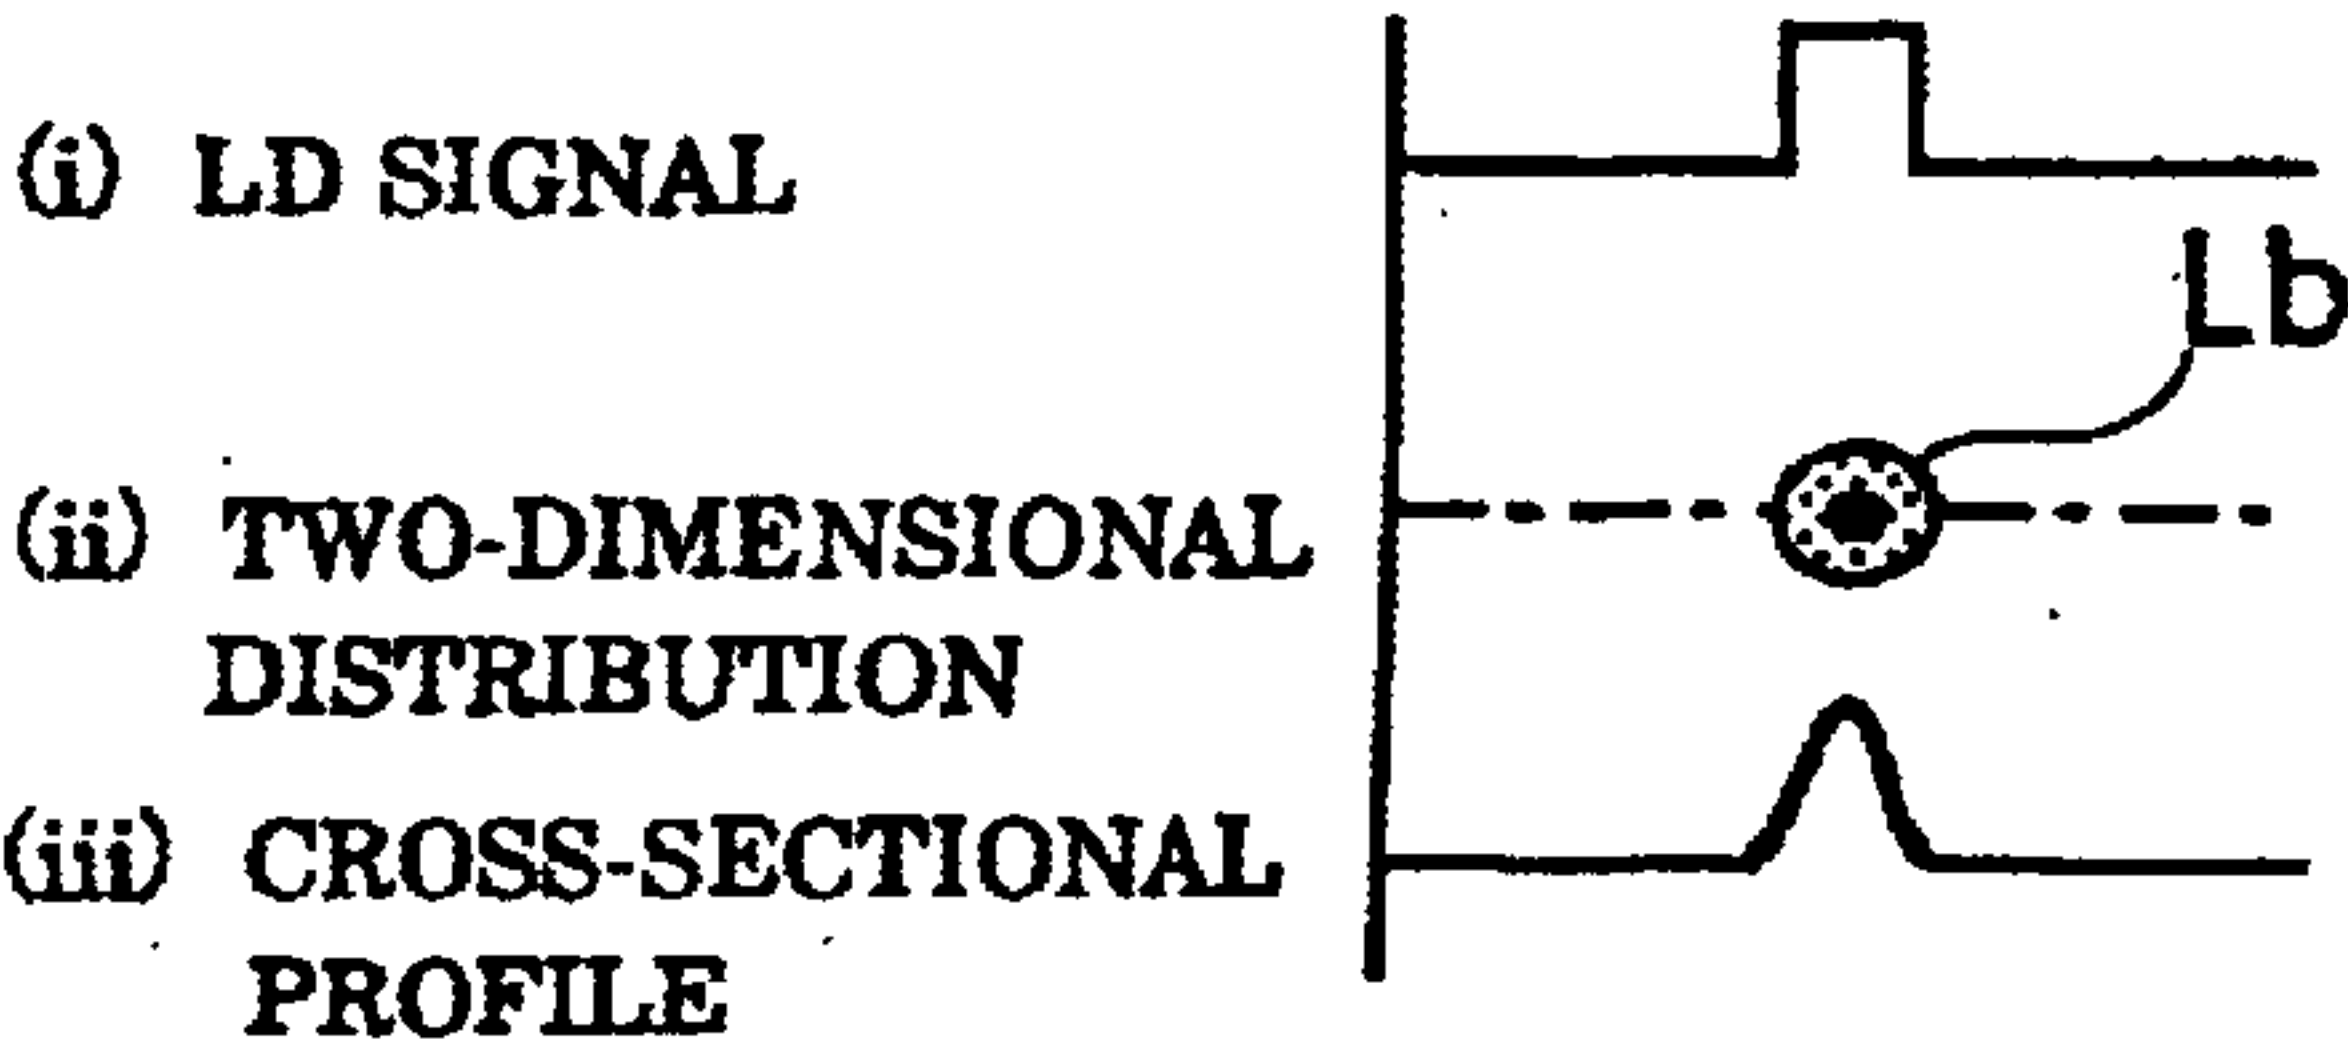 (i) LD SIGNAL
Lb
(ii) TWO-DIMENSIONAL
DISTRIBUTION
(iii) CROSS-SECTIONAL
PROFILE